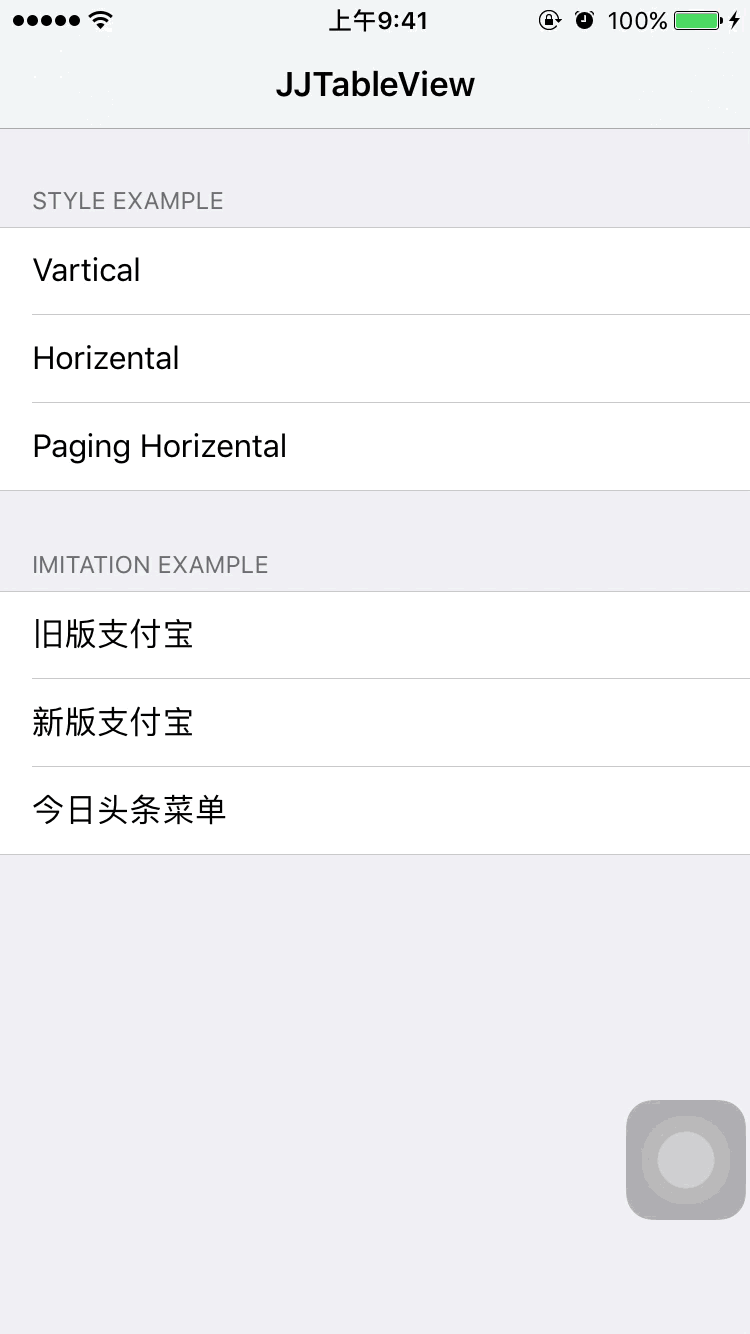 上午9:41
100%
JJTableView
STYLE EXAMPLE
Vartical
Horizental
Paging Horizental
IMITATION EXAMPLE
旧版支付宝
新版支付宝
今日头条菜单